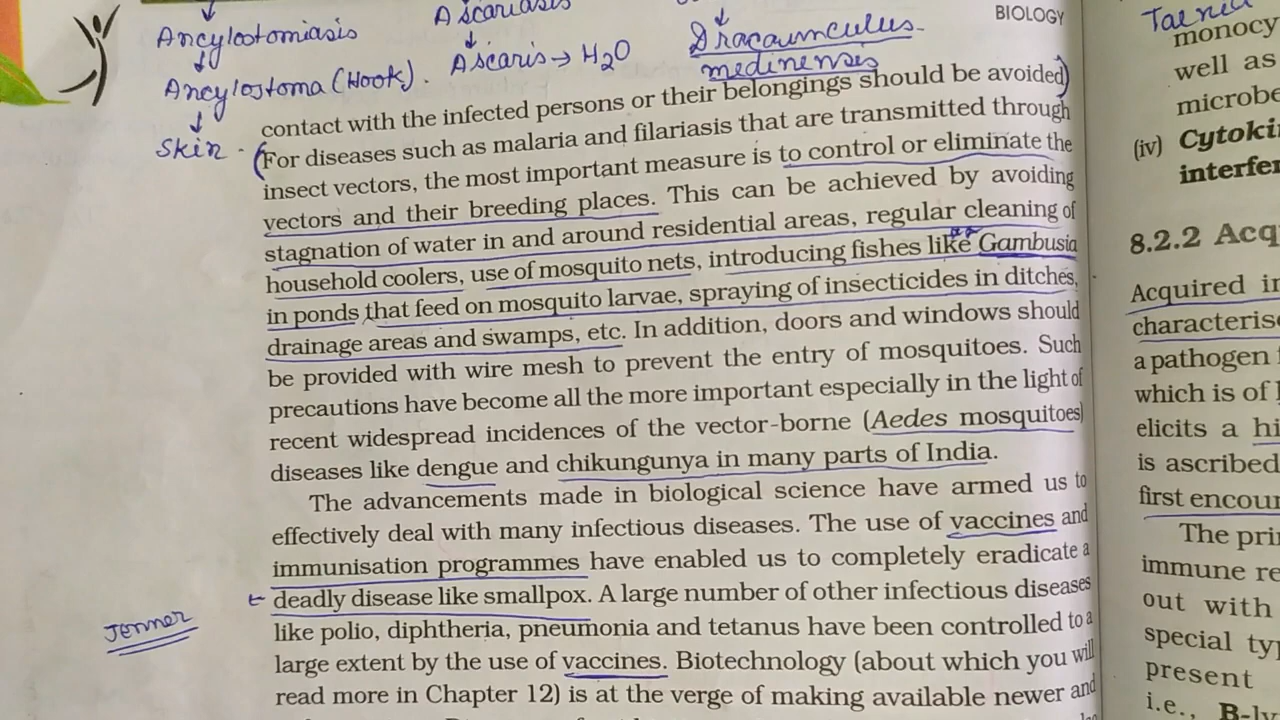 Ascariasis
BIOLOGY
Ancylostomiasis
Ascaris → H2O
Dracaunculus
medinensis
Ancylostoma (Hook).
Skin
contact with the infected persons or their belongings should be avoided)
(For diseases such as malaria and filariasis that are transmitted through
insect vectors, the most important measure is to control or eliminate the
vectors and their breeding places. This can be achieved by avoiding
stagnation of water in and around residential areas, regular cleaning of
household coolers, use of mosquito nets, introducing fishes like Gambusia
in ponds that feed on mosquito larvae, spraying of insecticides in ditches,
drainage areas and swamps, etc. In addition, doors and windows should
be provided with wire mesh to prevent the entry of mosquitoes. Such
precautions have become all the more important especially in the light of
recent widespread incidences of the vector-borne (Aedes mosquitoes)
diseases like dengue and chikungunya in many parts of India.
The advancements made in biological science have armed us to
effectively deal with many infectious diseases. The use of vaccines and
immunisation programmes have enabled us to completely eradicate a
deadly disease like smallpox. A large number of other infectious diseases
Jenner
like polio, diphtheria, pneumonia and tetanus have been controlled to a
large extent by the use of vaccines. Biotechnology (about which you will
read more in Chapter 12) is at the verge of making available newer and
Taenia
monocy
well as
microbe
(iv) Cytoki
interfer
8.2.2 Acq
Acquired in
characterise
a pathogen
which is of
elicits a hi
is ascribed
first encour
The pri
immune re
out with
special ty
present
i.e., B-ly